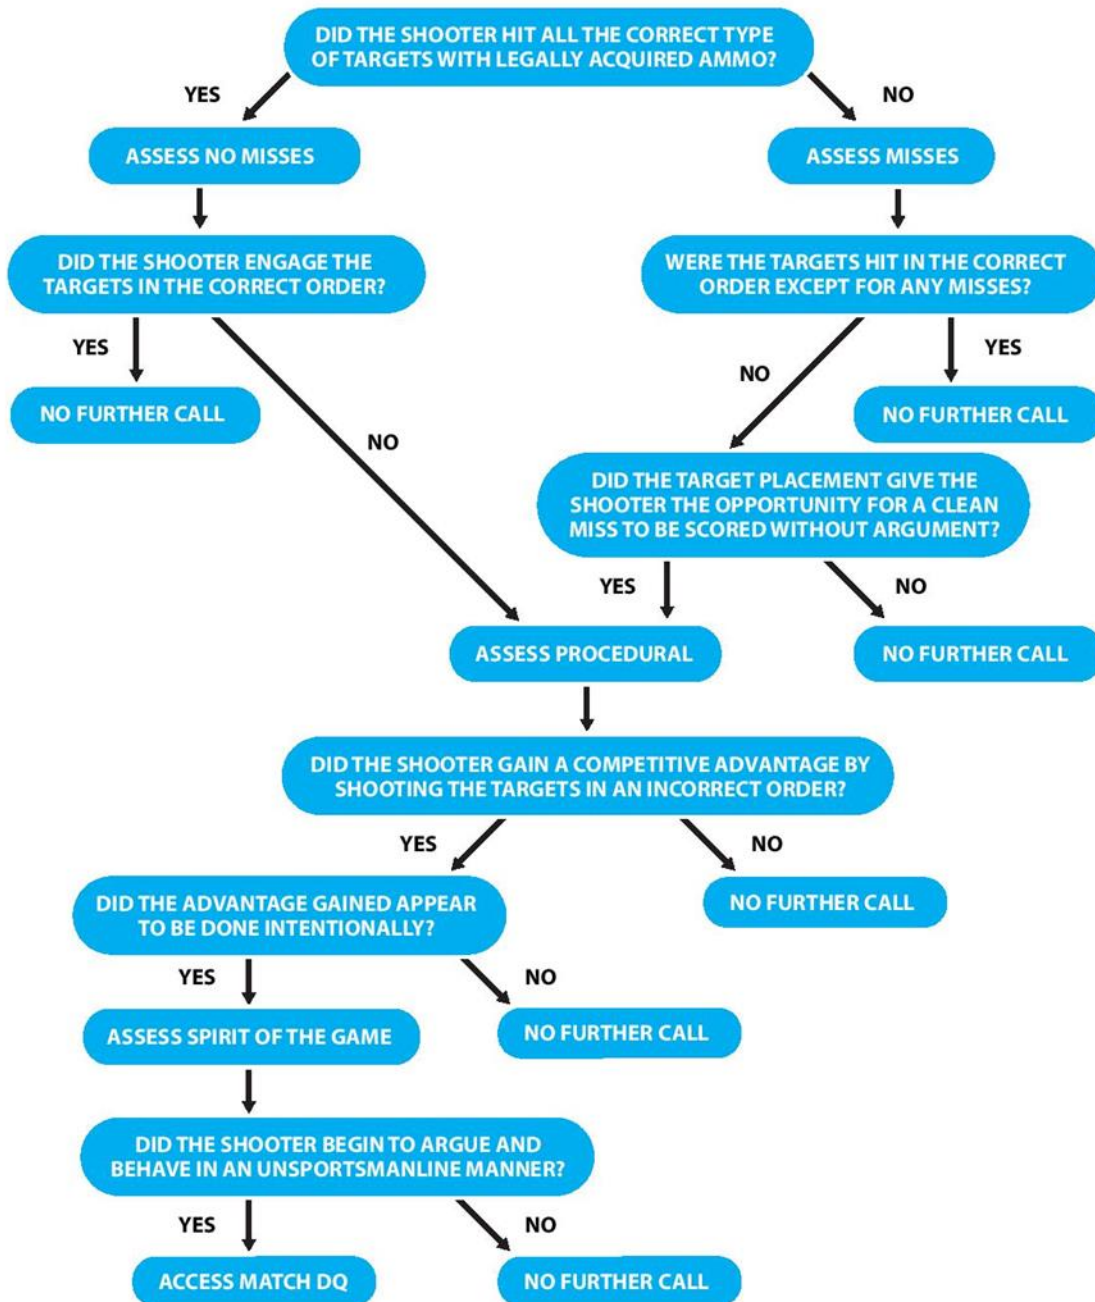 DID THE SHOOTER HIT ALL THE CORRECT TYPE
OF TARGETS WITH LEGALLY ACQUIRED AMMO?
YES
NO
ASSESS NO MISSES
ASSESS MISSES
DID THE SHOOTER ENGAGE THE
TARGETS IN THE CORRECT ORDER?
WERE THE TARGETS HIT IN THE CORRECT
ORDER EXCEPT FOR ANY MISSES?
YES
NO
NO
YES
NO FURTHER CALL
NO FURTHER CALL
DID THE TARGET PLACEMENT GIVE THE
SHOOTER THE OPPORTUNITY FOR A CLEAN
MISS TO BE SCORED WITHOUT ARGUMENT?
YES
NO
ASSESS PROCEDURAL
NO FURTHER CALL
DID THE SHOOTER GAIN A COMPETITIVE ADVANTAGE BY
SHOOTING THE TARGETS IN AN INCORRECT ORDER?
YES
NO
DID THE ADVANTAGE GAINED APPEAR
TO BE DONE INTENTIONALLY?
NO FURTHER CALL
YES
NO
ASSESS SPIRIT OF THE GAME
NO FURTHER CALL
DID THE SHOOTER BEGIN TO ARGUE AND
BEHAVE IN AN UNSPORTSMANLINE MANNER?
YES
NO
ACCESS MATCH DQ
NO FURTHER CALL